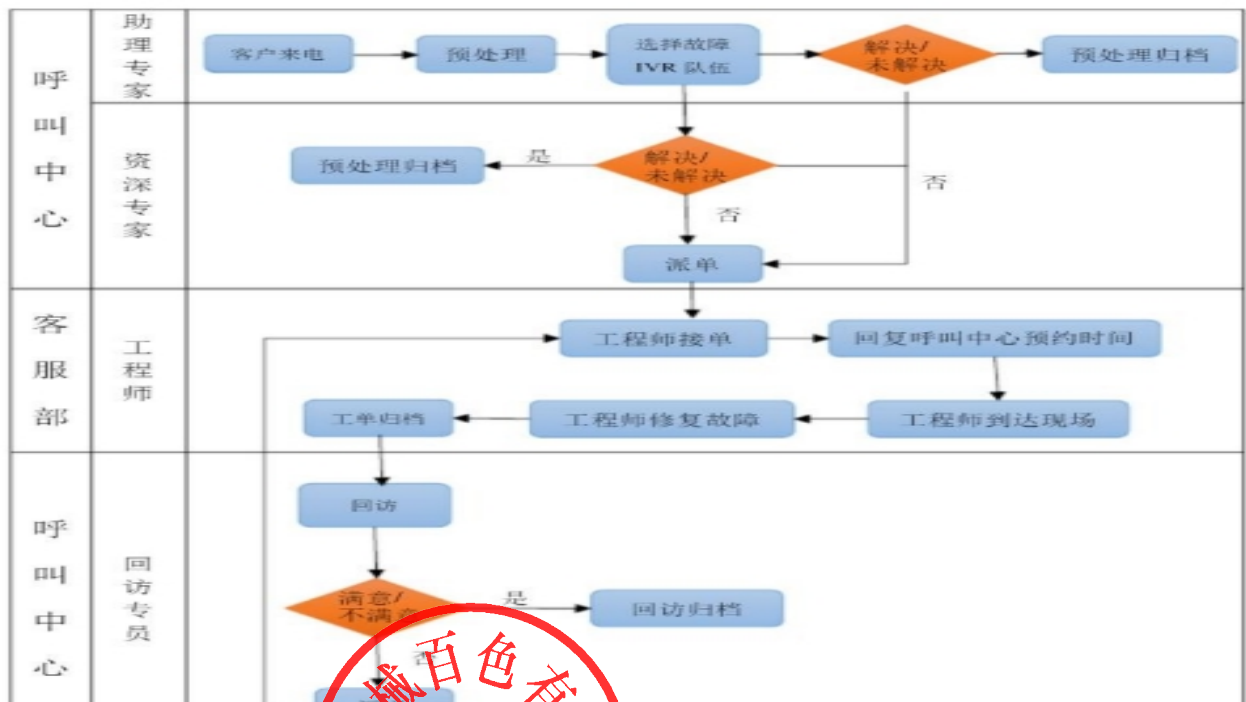 呼叫中心
助理专家
客户来电
预处理
选择故障
IVR 队伍
解决/
未解决
预处理归档
资深专家
预处理归档
是
解决/
未解决
否
否
派单
客服部
工程师
工程师接单
回复呼叫中心预约时间
工单归档
工程师修复故障
工程师到达现场
呼叫中心
回访专员
回访
满意/
不满意
是
回访归档
否
械百色有